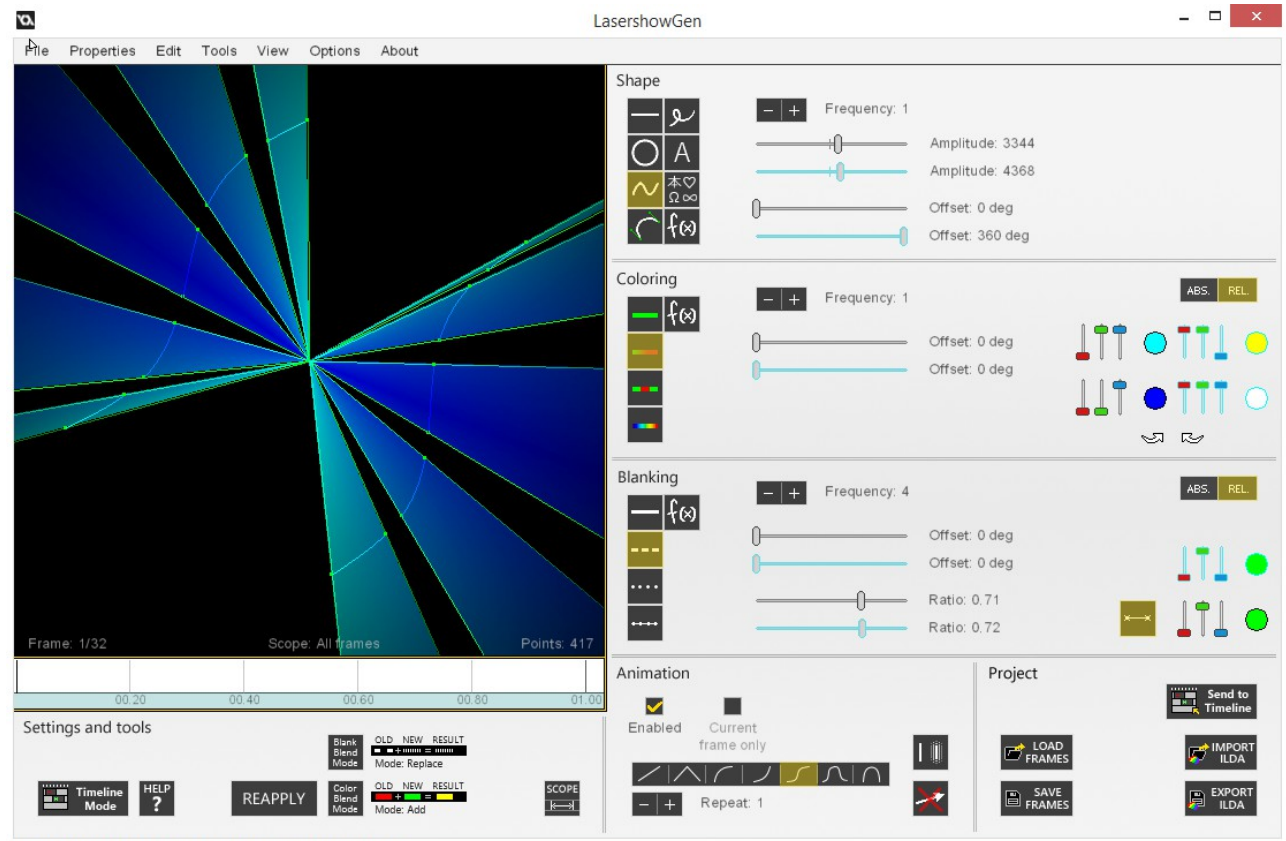 LasershowGen
File Properties Edit Tools View Options About
Frame: 1/32 Scope: All frames Points: 417
00.20 00.40 00.60 00.80 01.00
Shape
A
本♡
Ω∞
f(x)
- + Frequency: 1
Amplitude: 3344
Amplitude: 4368
Offset: 0 deg
Offset: 360 deg
Coloring
f(x)
- + Frequency: 1
ABS. REL.
Offset: 0 deg
Offset: 0 deg
Blanking
f(x)
- + Frequency: 4
ABS. REL.
Offset: 0 deg
Offset: 0 deg
Ratio: 0.71
Ratio: 0.72
Settings and tools
Timeline
Mode
HELP
?
REAPPLY
Blank
Blend
Mode
OLD NEW RESULT
+ =
Mode: Replace
Color
Blend
Mode
OLD NEW RESULT
+ =
Mode: Add
SCOPE
Animation
Enabled
Current
frame only
- + Repeat: 1
Project
Send to
Timeline
LOAD
FRAMES
IMPORT
ILDA
SAVE
FRAMES
EXPORT
ILDA